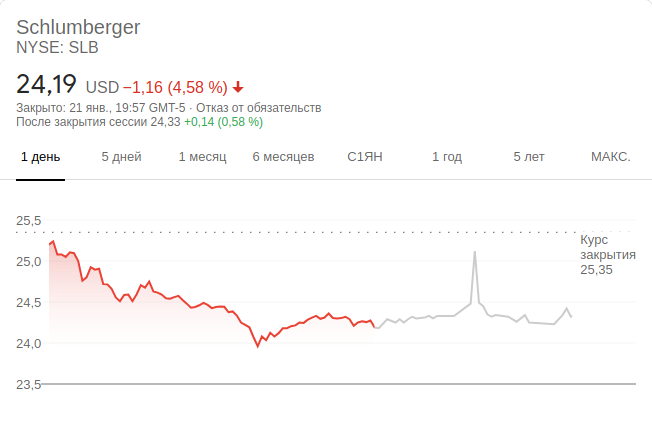 Schlumberger
NYSE: SLB
24,19 USD −1,16 (4,58 %)
Закрыто: 21 янв., 19:57 GMT-5 · Отказ от обязательств
После закрытия сессии 24,33 +0,14 (0,58 %)
1 день 5 дней 1 месяц 6 месяцев С1ЯН 1 год 5 лет МАКС.
25,5
Курс
закрытия
25,35
25,0
24,5
24,0
23,5